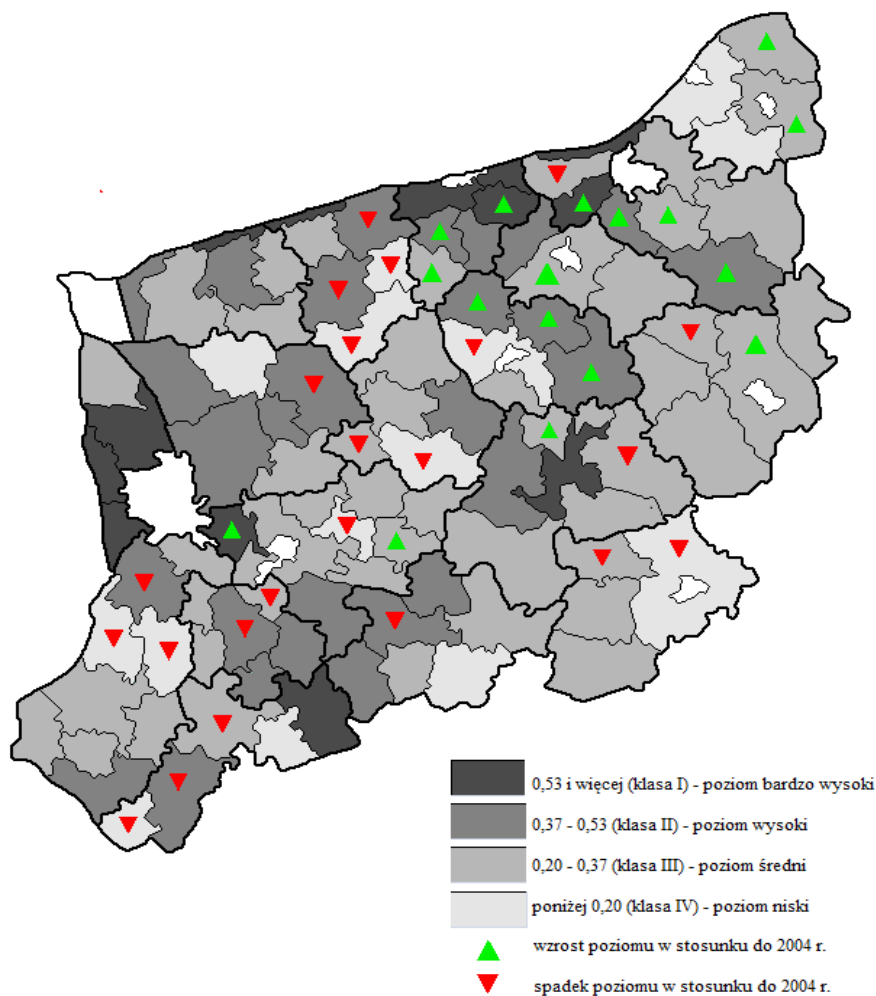 0,53 i więcej (klasa I) - poziom bardzo wysoki
0,37 - 0,53 (klasa II) - poziom wysoki
0,20 - 0,37 (klasa III) - poziom średni
poniżej 0,20 (klasa IV) - poziom niski
wzrost poziomu w stosunku do 2004 r.
spadek poziomu w stosunku do 2004 r.